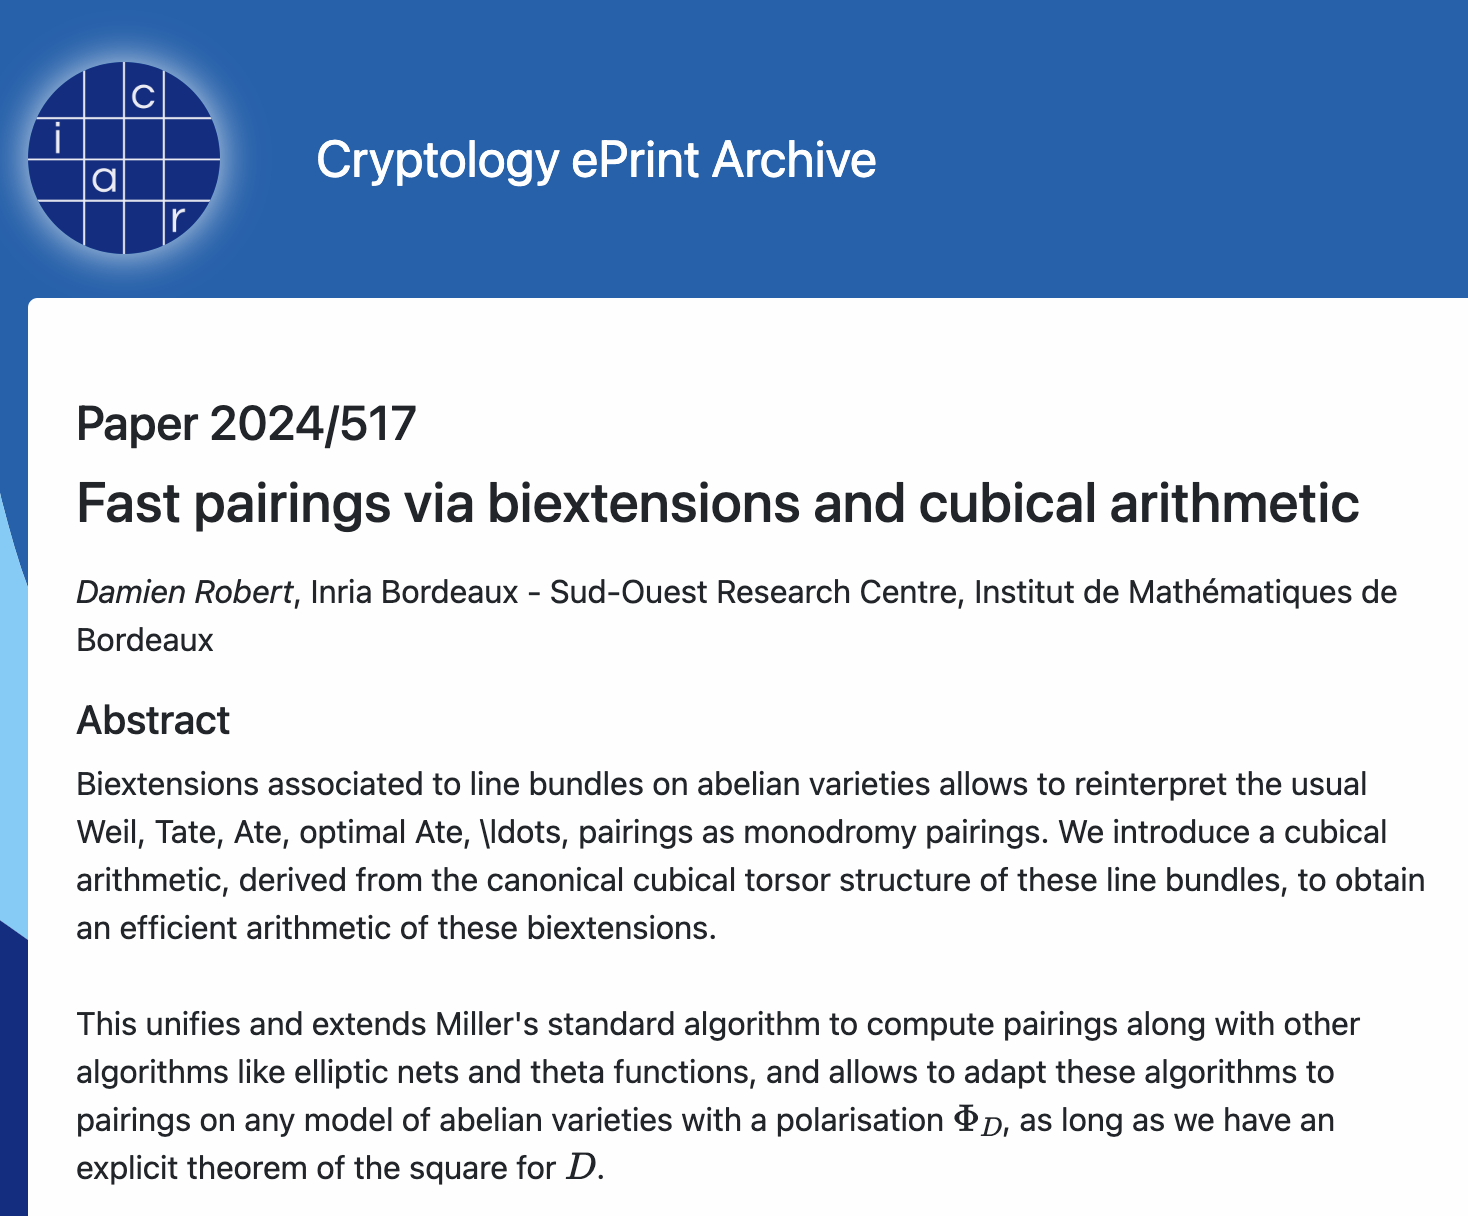 c
i
a
r
Cryptology ePrint Archive
Paper 2024/517
Fast pairings via biextensions and cubical arithmetic
Damien Robert, Inria Bordeaux - Sud-Ouest Research Centre, Institut de Mathématiques de
Bordeaux
Abstract
Biextensions associated to line bundles on abelian varieties allows to reinterpret the usual
Weil, Tate, Ate, optimal Ate, \ldots, pairings as monodromy pairings. We introduce a cubical
arithmetic, derived from the canonical cubical torsor structure of these line bundles, to obtain
an efficient arithmetic of these biextensions.
This unifies and extends Miller's standard algorithm to compute pairings along with other
algorithms like elliptic nets and theta functions, and allows to adapt these algorithms to
pairings on any model of abelian varieties with a polarisation Φ_D, as long as we have an
explicit theorem of the square for D.